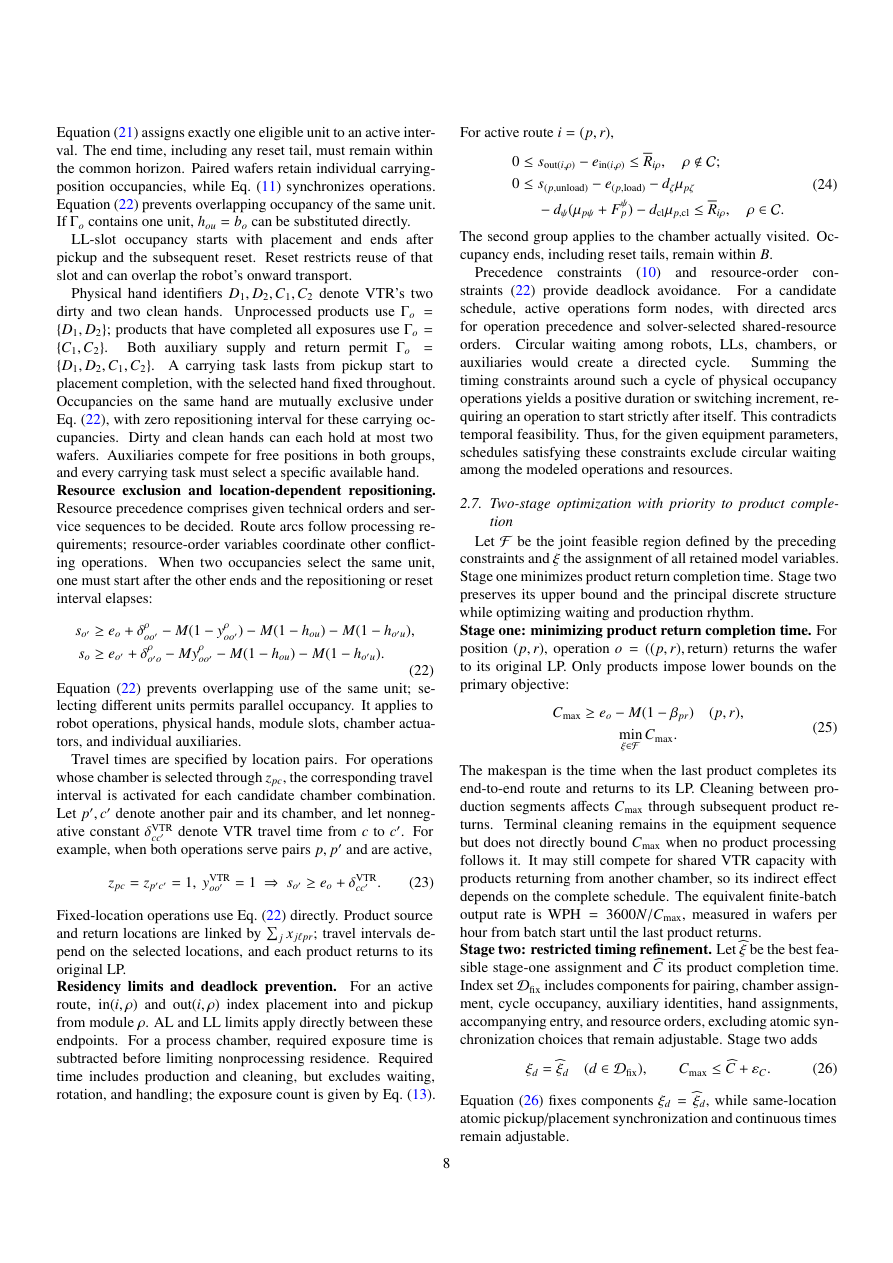 Equation (21) assigns exactly one eligible unit to an active inter-
val. The end time, including any reset tail, must remain within
the common horizon. Paired wafers retain individual carrying-
position occupancies, while Eq. (11) synchronizes operations.
Equation (22) prevents overlapping occupancy of the same unit.
If Γₒ contains one unit, hₒᵤ = bₒ can be substituted directly.
LL-slot occupancy starts with placement and ends after
pickup and the subsequent reset. Reset restricts reuse of that
slot and can overlap the robot's onward transport.
Physical hand identifiers D₁, D₂, C₁, C₂ denote VTR's two
dirty and two clean hands. Unprocessed products use Γₒ =
{D₁, D₂}; products that have completed all exposures use Γₒ =
{C₁, C₂}. Both auxiliary supply and return permit Γₒ =
{D₁, D₂, C₁, C₂}. A carrying task lasts from pickup start to
placement completion, with the selected hand fixed throughout.
Occupancies on the same hand are mutually exclusive under
Eq. (22), with zero repositioning interval for these carrying oc-
cupancies. Dirty and clean hands can each hold at most two
wafers. Auxiliaries compete for free positions in both groups,
and every carrying task must select a specific available hand.
Resource exclusion and location-dependent repositioning.
Resource precedence comprises given technical orders and ser-
vice sequences to be decided. Route arcs follow processing re-
quirements; resource-order variables coordinate other conflict-
ing operations. When two occupancies select the same unit,
one must start after the other ends and the repositioning or reset
interval elapses:
s_{o′} ≥ e_o + δ^ρ_{oo′} − M(1 − y^ρ_{oo′}) − M(1 − h_{ou}) − M(1 − h_{o′u}),
s_o ≥ e_{o′} + δ^ρ_{o′o} − My^ρ_{oo′} − M(1 − h_{ou}) − M(1 − h_{o′u}).
(22)
Equation (22) prevents overlapping use of the same unit; se-
lecting different units permits parallel occupancy. It applies to
robot operations, physical hands, module slots, chamber actua-
tors, and individual auxiliaries.
Travel times are specified by location pairs. For operations
whose chamber is selected through z_{pc}, the corresponding travel
interval is activated for each candidate chamber combination.
Let p′, c′ denote another pair and its chamber, and let nonneg-
ative constant δ^{VTR}_{cc′} denote VTR travel time from c to c′. For
example, when both operations serve pairs p, p′ and are active,
z_{pc} = z_{p′c′} = 1, y^{VTR}_{oo′} = 1 ⇒ s_{o′} ≥ e_o + δ^{VTR}_{cc′}. (23)
Fixed-location operations use Eq. (22) directly. Product source
and return locations are linked by ∑_j x_{jℓpr}; travel intervals de-
pend on the selected locations, and each product returns to its
original LP.
Residency limits and deadlock prevention. For an active
route, in(i, ρ) and out(i, ρ) index placement into and pickup
from module ρ. AL and LL limits apply directly between these
endpoints. For a process chamber, required exposure time is
subtracted before limiting nonprocessing residence. Required
time includes production and cleaning, but excludes waiting,
rotation, and handling; the exposure count is given by Eq. (13).
For active route i = (p, r),
0 ≤ s_{out(i,ρ)} − e_{in(i,ρ)} ≤ R̅_{iρ}, ρ ∉ C;
0 ≤ s_{(p,unload)} − e_{(p,load)} − d_ζμ_{pζ} (24)
− d_ψ(μ_{pψ} + F^ψ_p) − d_{cl}μ_{p,cl} ≤ R̅_{iρ}, ρ ∈ C.
The second group applies to the chamber actually visited. Oc-
cupancy ends, including reset tails, remain within B.
Precedence constraints (10) and resource-order con-
straints (22) provide deadlock avoidance. For a candidate
schedule, active operations form nodes, with directed arcs
for operation precedence and solver-selected shared-resource
orders. Circular waiting among robots, LLs, chambers, or
auxiliaries would create a directed cycle. Summing the
timing constraints around such a cycle of physical occupancy
operations yields a positive duration or switching increment, re-
quiring an operation to start strictly after itself. This contradicts
temporal feasibility. Thus, for the given equipment parameters,
schedules satisfying these constraints exclude circular waiting
among the modeled operations and resources.
2.7. Two-stage optimization with priority to product comple-
tion
Let F be the joint feasible region defined by the preceding
constraints and ξ the assignment of all retained model variables.
Stage one minimizes product return completion time. Stage two
preserves its upper bound and the principal discrete structure
while optimizing waiting and production rhythm.
Stage one: minimizing product return completion time. For
position (p, r), operation o = ((p, r), return) returns the wafer
to its original LP. Only products impose lower bounds on the
primary objective:
C_{max} ≥ e_o − M(1 − β_{pr}) (p, r),
min_{ξ∈F} C_{max}. (25)
The makespan is the time when the last product completes its
end-to-end route and returns to its LP. Cleaning between pro-
duction segments affects C_{max} through subsequent product re-
turns. Terminal cleaning remains in the equipment sequence
but does not directly bound C_{max} when no product processing
follows it. It may still compete for shared VTR capacity with
products returning from another chamber, so its indirect effect
depends on the complete schedule. The equivalent finite-batch
output rate is WPH = 3600N/C_{max}, measured in wafers per
hour from batch start until the last product returns.
Stage two: restricted timing refinement. Let ξ̂ be the best fea-
sible stage-one assignment and Ĉ its product completion time.
Index set D_{fix} includes components for pairing, chamber assign-
ment, cycle occupancy, auxiliary identities, hand assignments,
accompanying entry, and resource orders, excluding atomic syn-
chronization choices that remain adjustable. Stage two adds
ξ_d = ξ̂_d (d ∈ D_{fix}), C_{max} ≤ Ĉ + ε_C. (26)
Equation (26) fixes components ξ_d = ξ̂_d, while same-location
atomic pickup/placement synchronization and continuous times
remain adjustable.
8